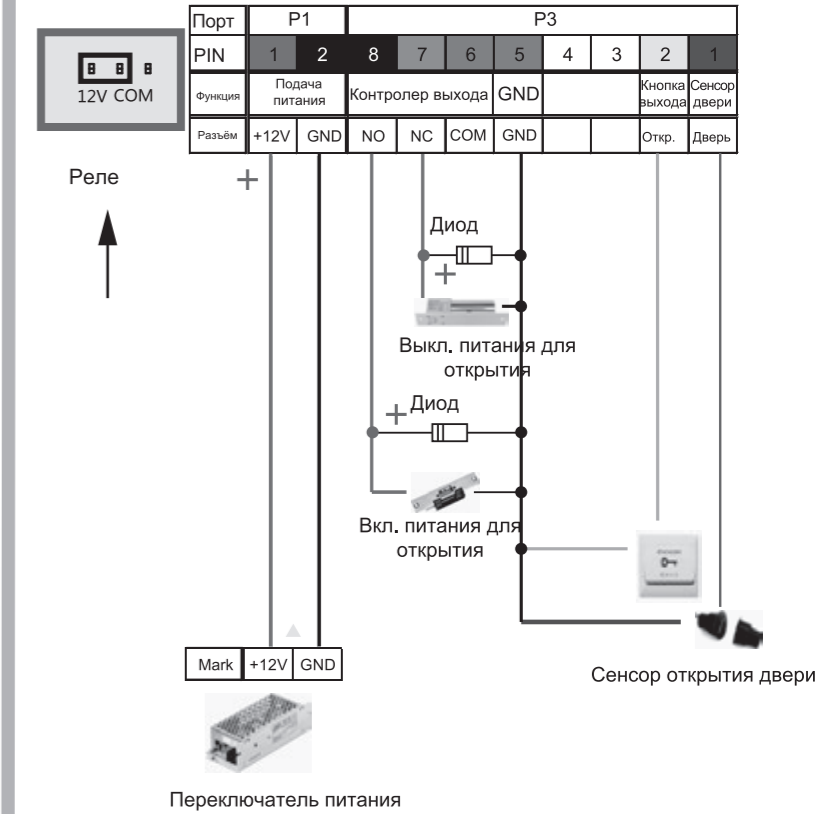 Порт P1 P3
PIN 1 2 8 7 6 5 4 3 2 1
Функция Подача питания Контролер выхода GND Кнопка выхода Сенсор двери
Разъём +12V GND NO NC COM GND Откр. Дверь
12V COM
Реле
+
Диод
+
Выкл. питания для
открытия
+ Диод
Вкл. питания для
открытия
Mark +12V GND
Сенсор открытия двери
Переключатель питания